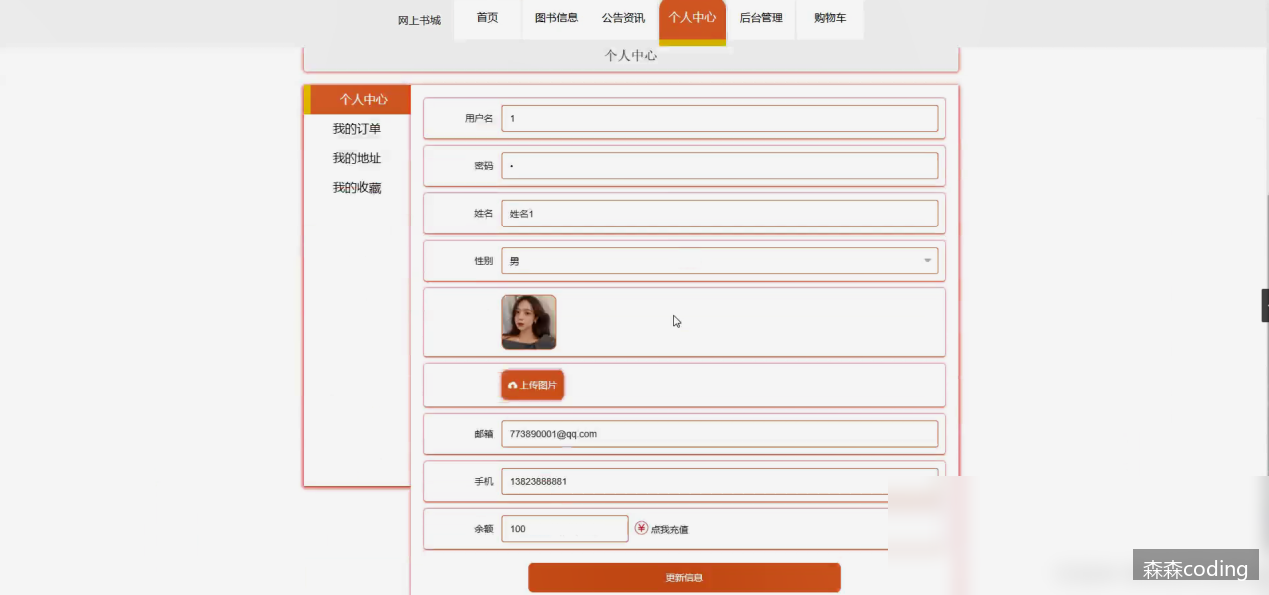 网上书城 首页 图书信息 公告资讯 个人中心 后台管理 购物车
个人中心
个人中心
我的订单
我的地址
我的收藏
用户名 1
密码 •
姓名 姓名1
性别 男
上传图片
邮箱 773890001@qq.com
手机 13823888881
余额 100 ¥ 点我充值
更新信息
森森coding